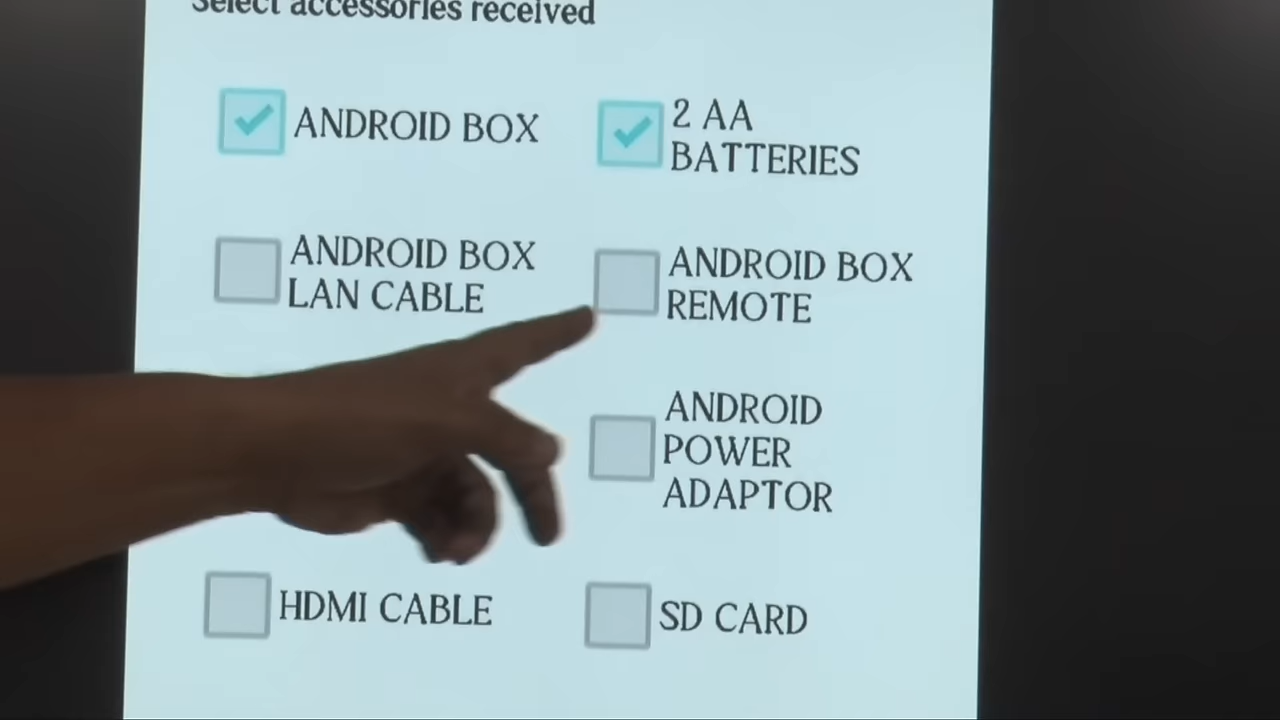 Select accessories received
ANDROID BOX
2 AA
BATTERIES
ANDROID BOX
LAN CABLE
ANDROID BOX
REMOTE
ANDROID
POWER
ADAPTOR
HDMI CABLE
SD CARD